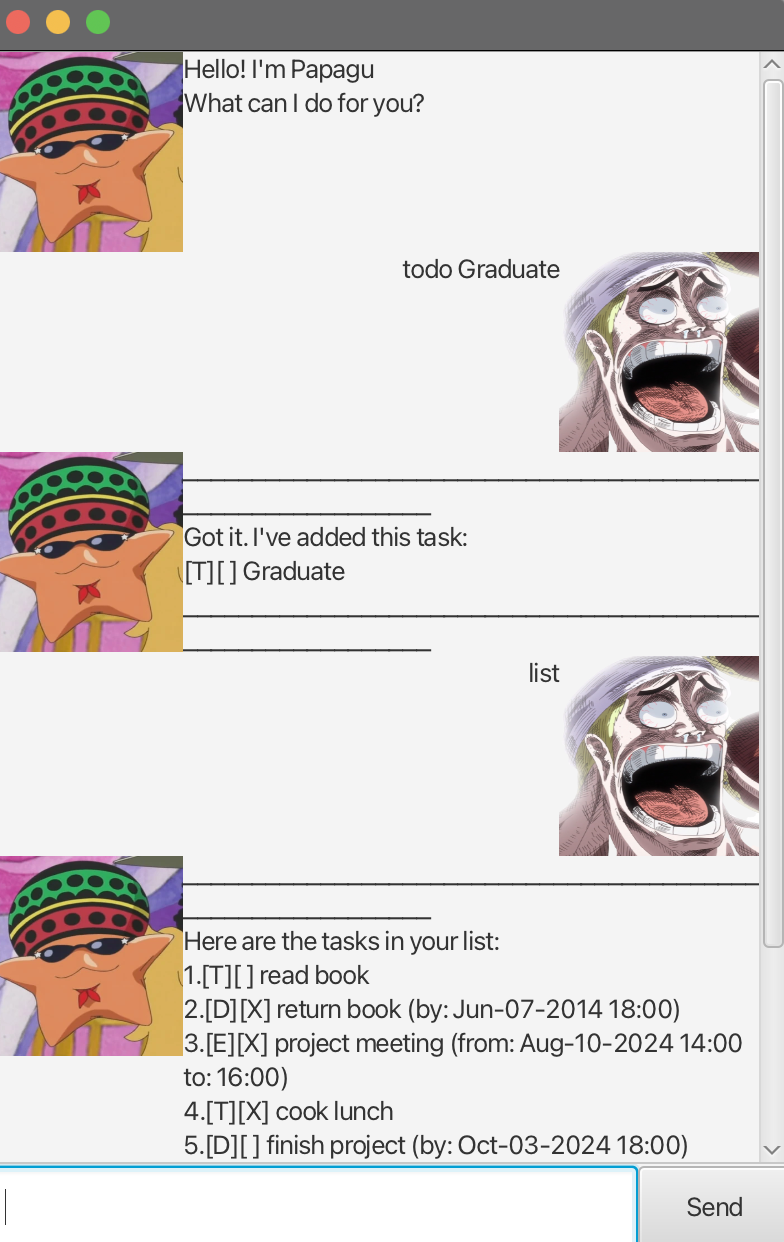 Hello! I'm Papagu
What can I do for you?
todo Graduate
Got it. I've added this task:
[T][ ] Graduate
list
Here are the tasks in your list:
1.[T][ ] read book
2.[D][X] return book (by: Jun-07-2014 18:00)
3.[E][X] project meeting (from: Aug-10-2024 14:00
to: 16:00)
4.[T][X] cook lunch
5.[D][ ] finish project (by: Oct-03-2024 18:00)
Send